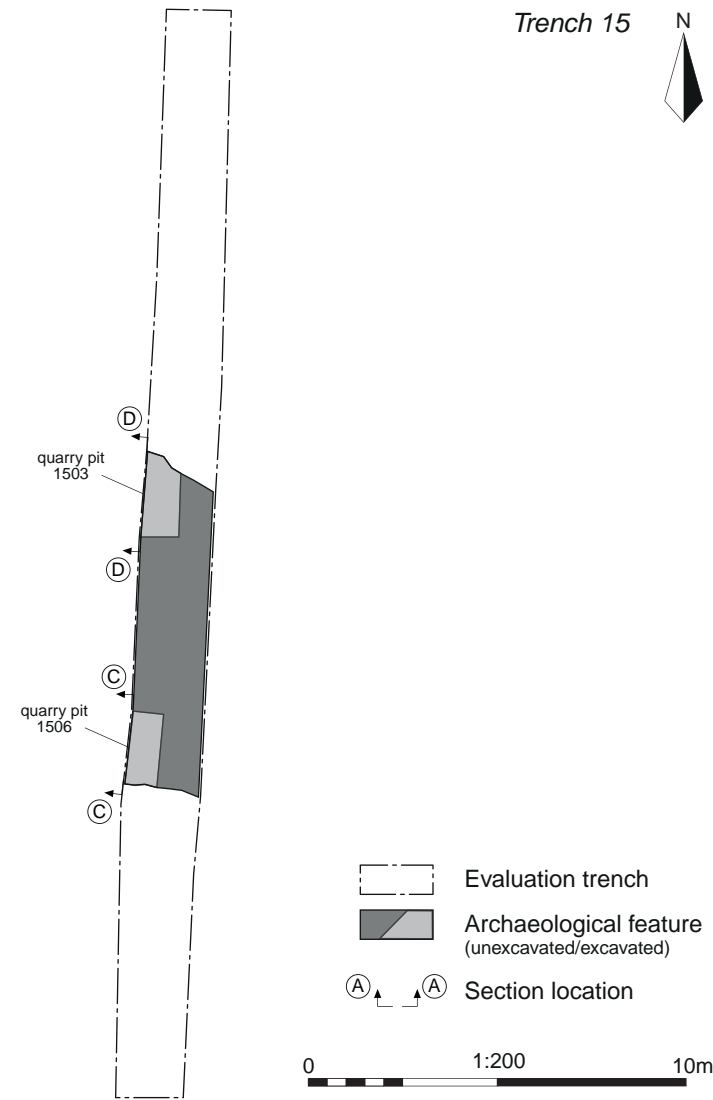 Trench 15
N
D
quarry pit
1503
D
C
quarry pit
1506
C
Evaluation trench
Archaeological feature
(unexcavated/excavated)
A A Section location
0 1:200 10m